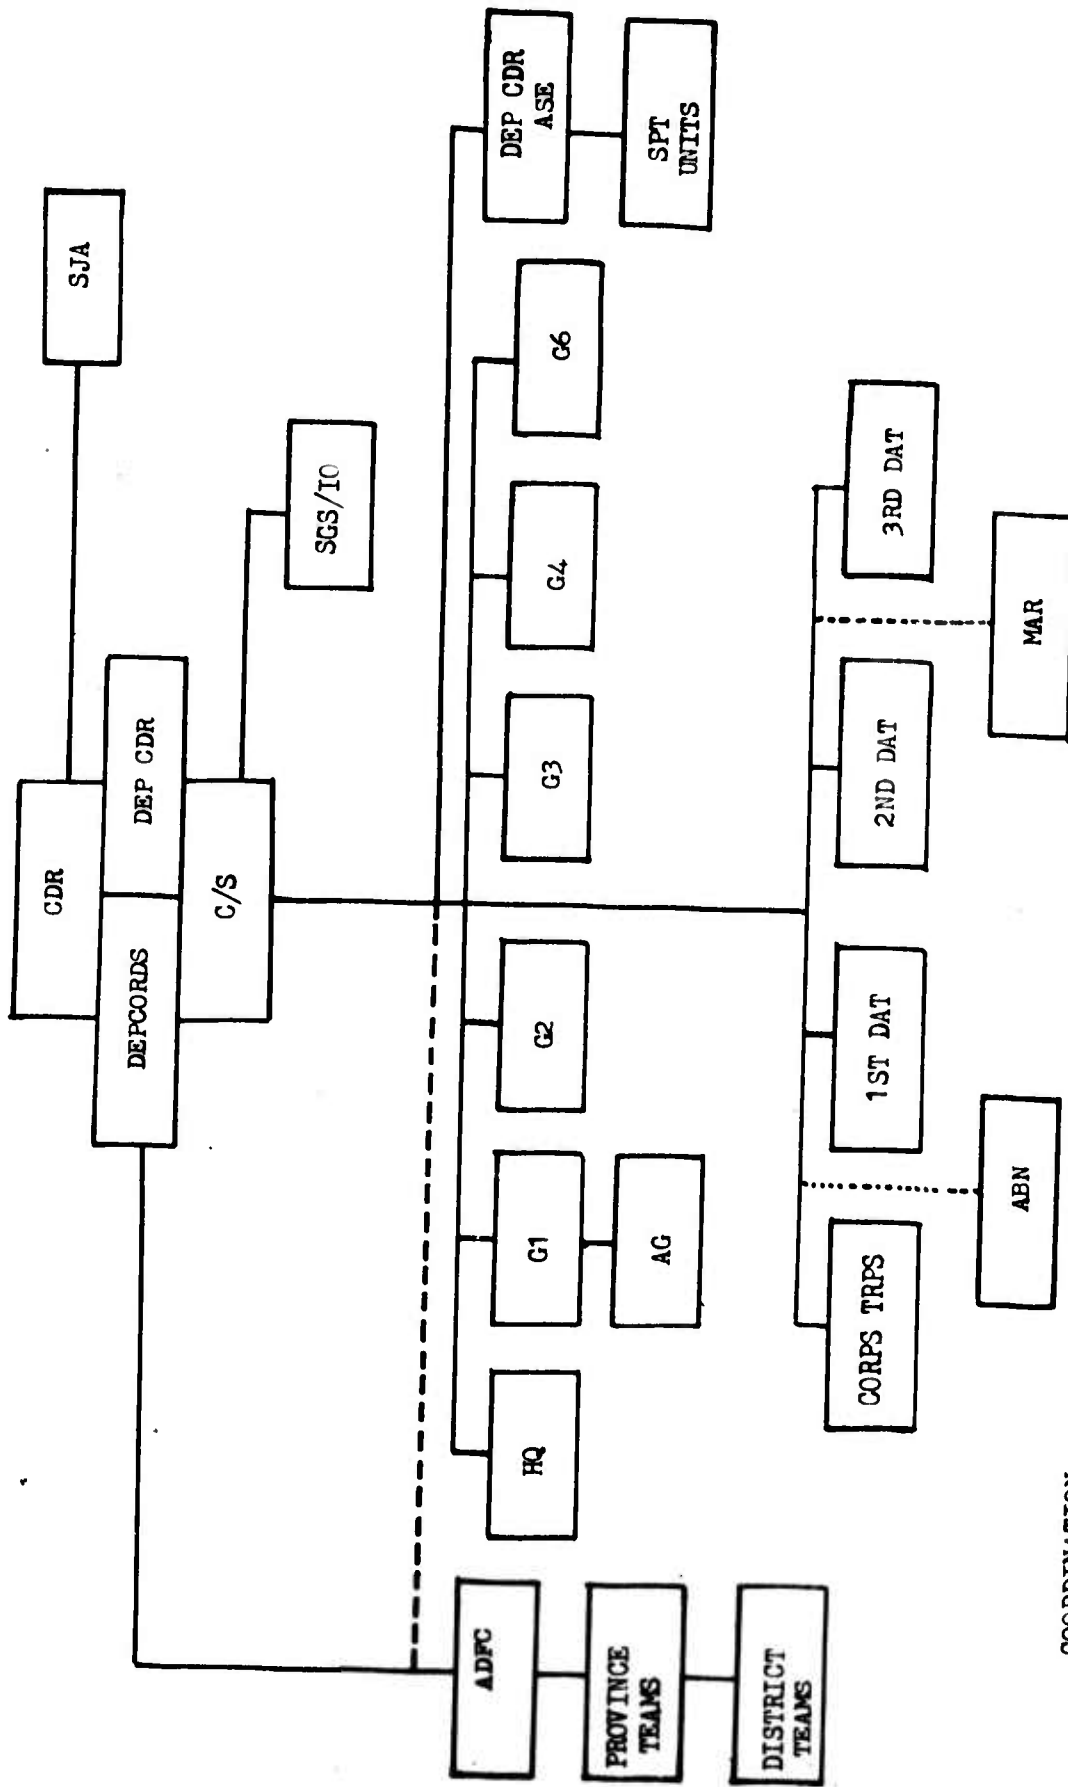 CDR
SJA
DEPCORDS
DEP CDR
C/S
SGS/IO
ADFC
HQ
G1
G2
G3
G4
G6
DEP CDR
ASE
PROVINCE
TEAMS
AG
SPT
UNITS
DISTRICT
TEAMS
CORPS TRPS
1ST DAT
2ND DAT
3RD DAT
ABN
MAR
COORDINATION